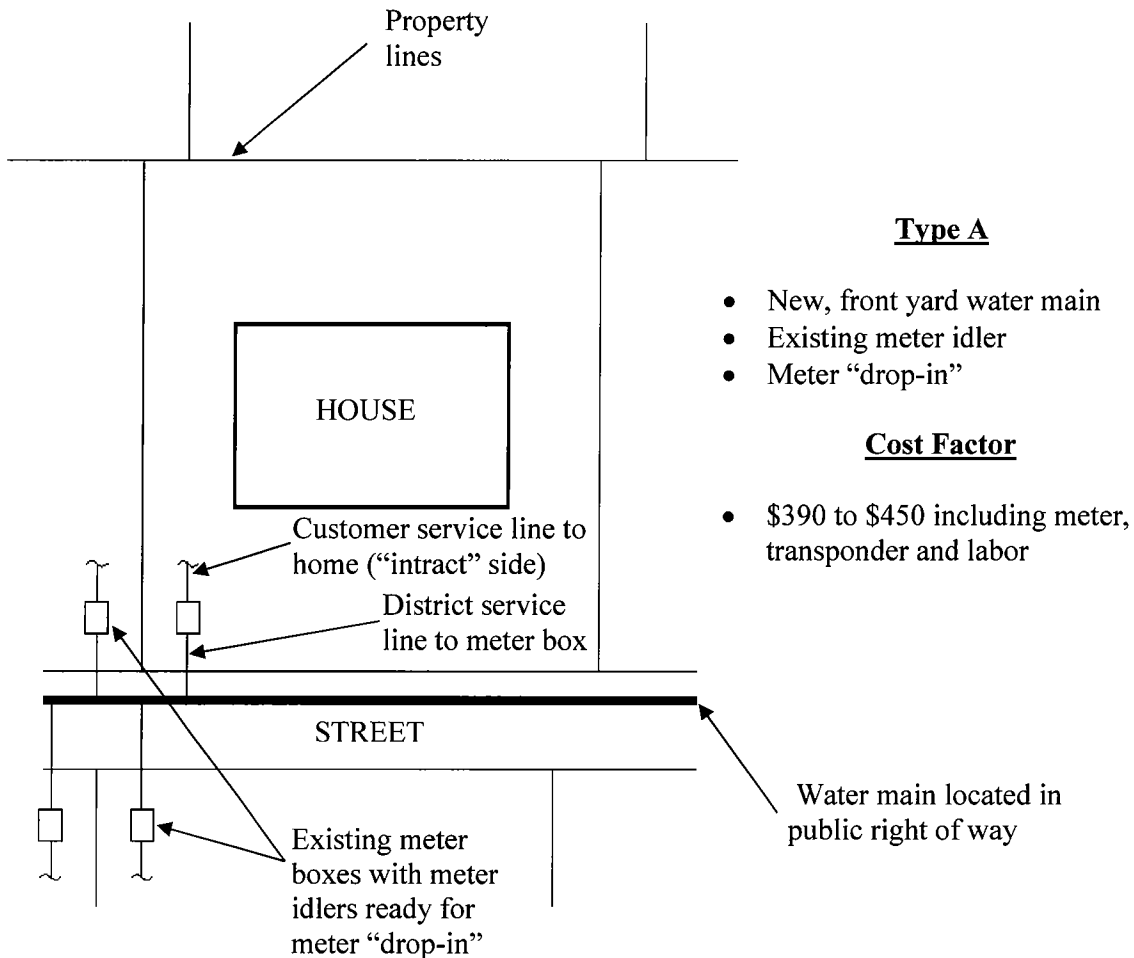 Property
lines
Type A
• New, front yard water main
• Existing meter idler
• Meter “drop-in”
HOUSE
Cost Factor
• $390 to $450 including meter,
transponder and labor
Customer service line to
home (“intract” side)
District service
line to meter box
STREET
Water main located in
public right of way
Existing meter
boxes with meter
idlers ready for
meter “drop-in”